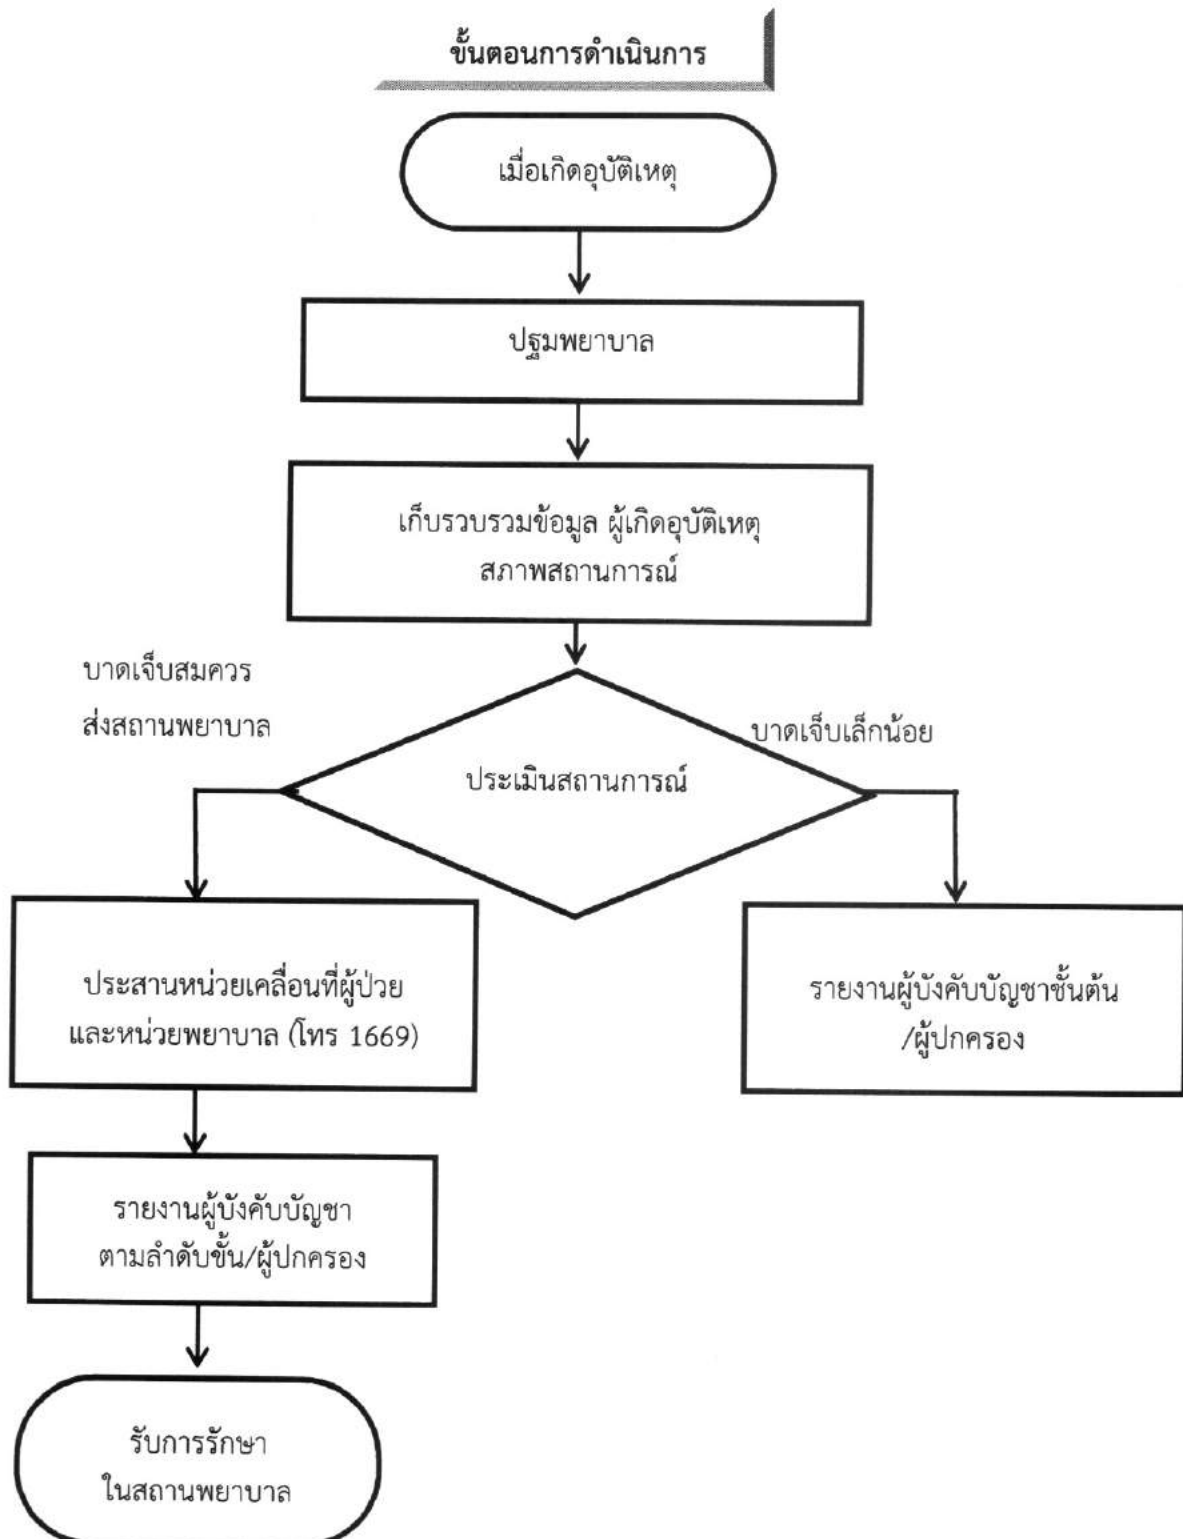 ขั้นตอนการดำเนินการ
เมื่อเกิดอุบัติเหตุ
ปฐมพยาบาล
เก็บรวบรวมข้อมูล ผู้เกิดอุบัติเหตุ
สภาพสถานการณ์
บาดเจ็บสมควร
ส่งสถานพยาบาล
บาดเจ็บเล็กน้อย
ประเมินสถานการณ์
ประสานหน่วยเคลื่อนที่ผู้ป่วย
และหน่วยพยาบาล (โทร 1669)
รายงานผู้บังคับบัญชาชั้นต้น
/ผู้ปกครอง
รายงานผู้บังคับบัญชา
ตามลำดับขั้น/ผู้ปกครอง
รับการรักษา
ในสถานพยาบาล